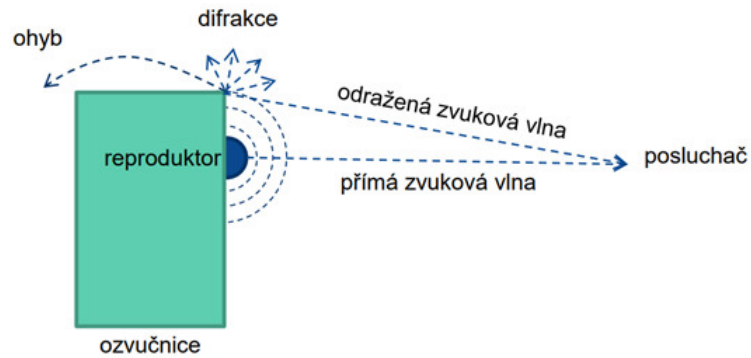 difrakce
ohyb
odražená zvuková vlna
reproduktor
posluchač
přímá zvuková vlna
ozvučnice